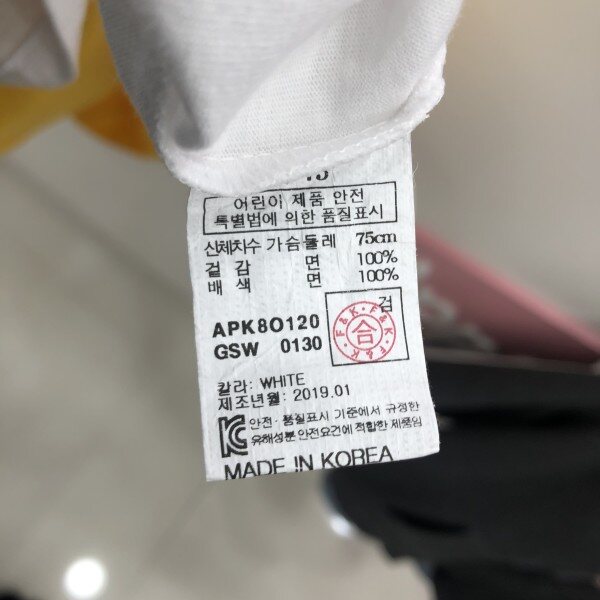 어린이 제품 안전
특별법에 의한 품질표시
신체치수 가슴둘레 75cm
겉 감 면 100%
배 색 면 100%
APK8O120
GSW 0130
검
F&K·F&K·F&K
合
칼라: WHITE
제조년월: 2019.01
안전·품질표시 기준에서 규정한
유해성분 안전요건에 적합한 제품임
MADE IN KOREA